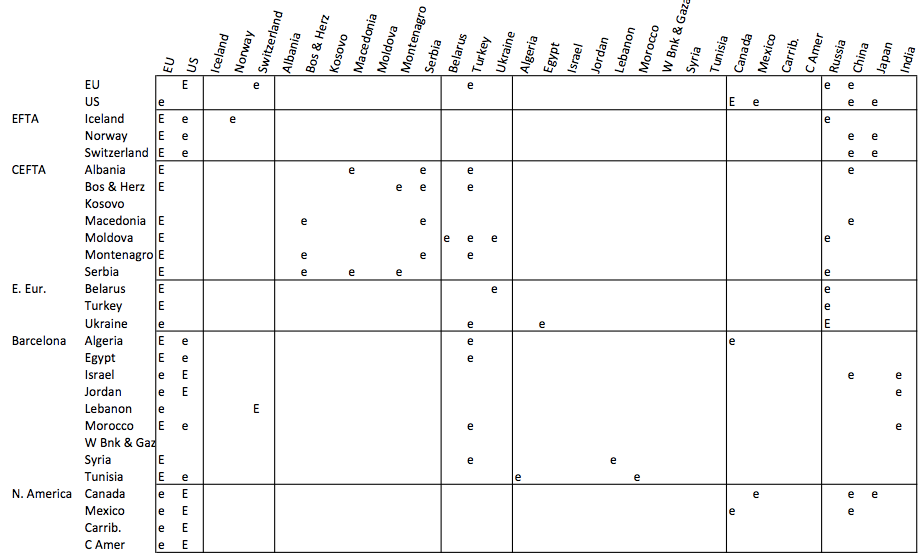 EU US Iceland Norway Switzerland Albania Bos & Herz Kosovo Macedonia Moldova Montenagro Serbia Belarus Turkey Ukraine Algeria Egypt Israel Jordan Lebanon Morocco W Bnk & Gaza Syria Tunisia Canada Mexico Carrib. C Amer Russia China Japan India
EU E e e e e
US e E e e e
EFTA Iceland E e e e
Norway E e e e
Switzerland E e e e
CEFTA Albania E e e e e
Bos & Herz E e e e
Kosovo
Macedonia E e e e
Moldova E e e e e
Montenagro E e e e
Serbia E e e e e
E. Eur. Belarus E e e
Turkey E e
Ukraine e e e E
Barcelona Algeria E e e e
Egypt E e e
Israel e E e e
Jordan e E e
Lebanon e E
Morocco E e e e
W Bnk & Gaz
Syria E e e
Tunisia E e e e
N. America Canada e E e e e
Mexico e E e e
Carrib. e E
C Amer e E